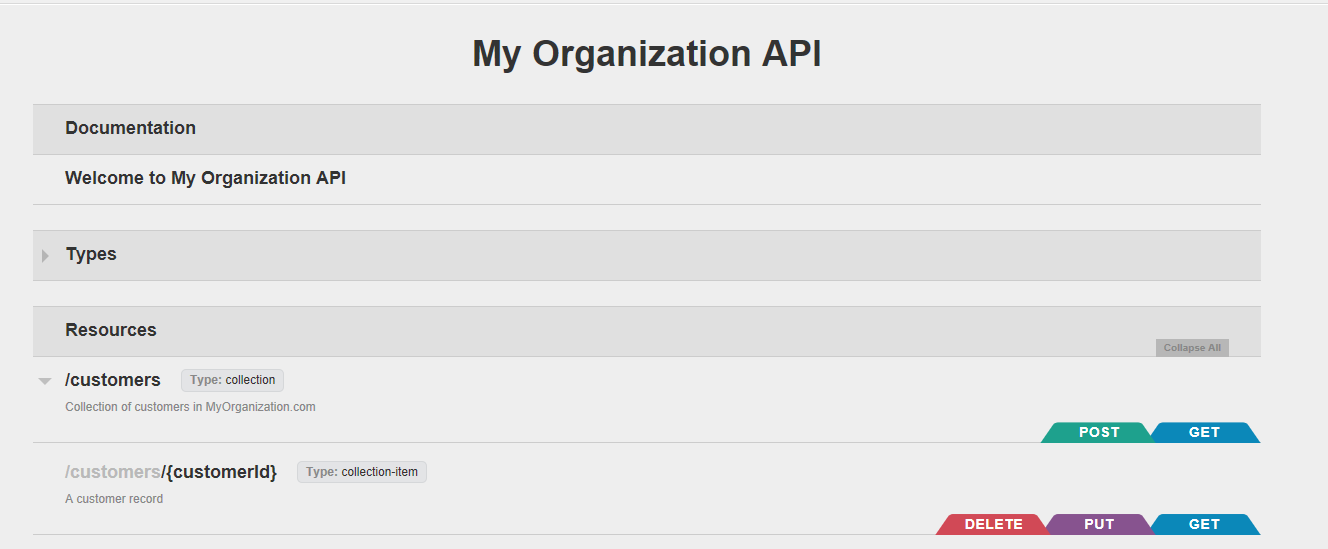 My Organization API
Documentation
Welcome to My Organization API
Types
Resources
Collapse All
/customers Type: collection
Collection of customers in MyOrganization.com
POST GET
/customers/{customerId} Type: collection-item
A customer record
DELETE PUT GET